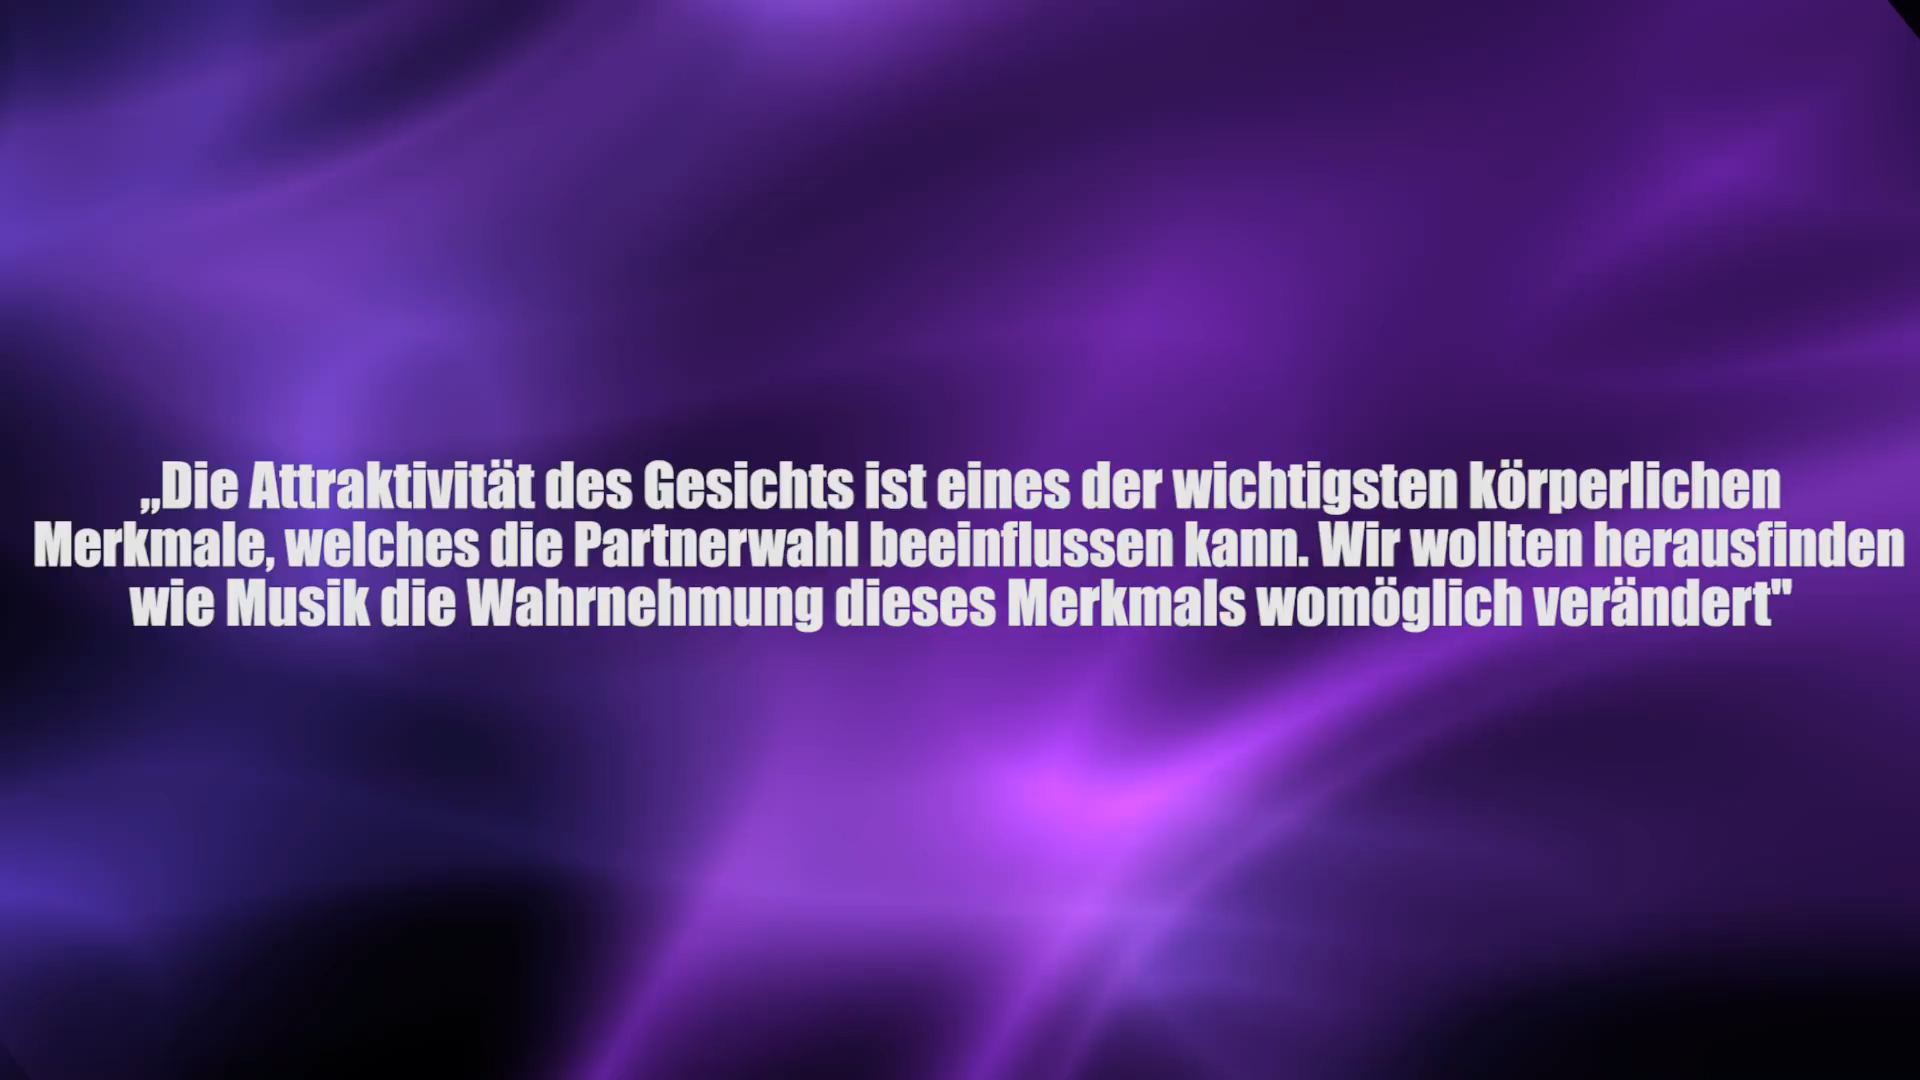 „Die Attraktivität des Gesichts ist eines der wichtigsten körperlichen
Merkmale, welches die Partnerwahl beeinflussen kann. Wir wollten herausfinden
wie Musik die Wahrnehmung dieses Merkmals womöglich verändert"